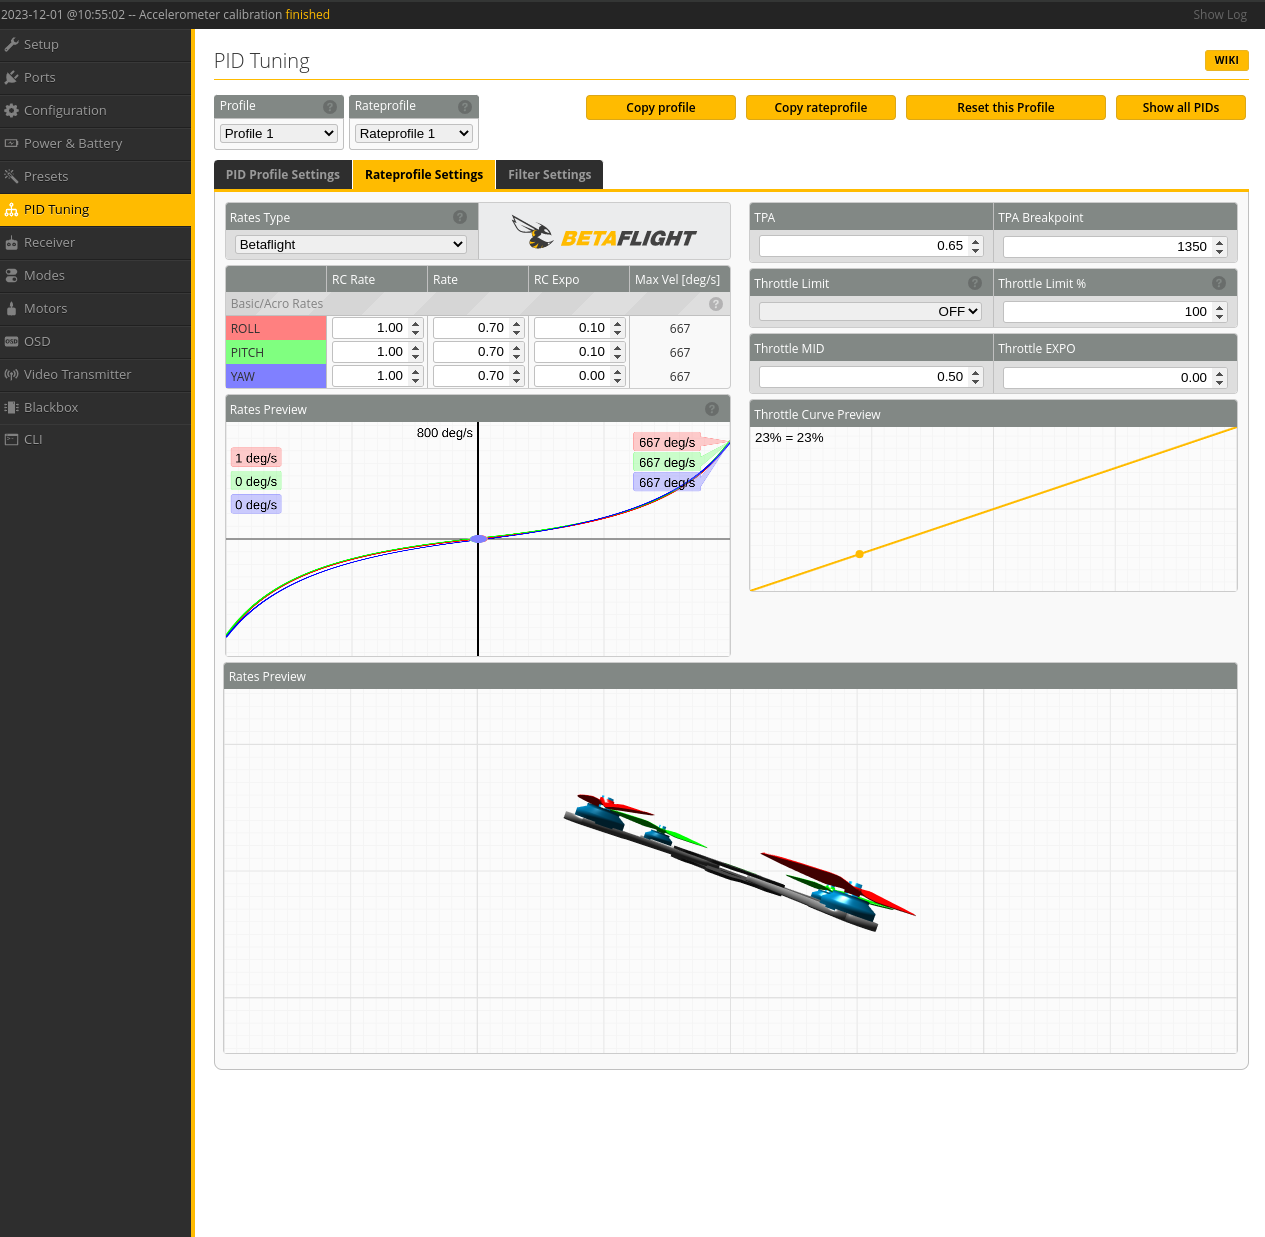 2023-12-01 @10:55:02 -- Accelerometer calibration finished
Show Log
Setup
Ports
Configuration
Power & Battery
Presets
PID Tuning
Receiver
Modes
Motors
OSD
Video Transmitter
Blackbox
CLI
PID Tuning
WIKI
Profile ?
Rateprofile ?
Profile 1
Rateprofile 1
Copy profile
Copy rateprofile
Reset this Profile
Show all PIDs
PID Profile Settings
Rateprofile Settings
Filter Settings
Rates Type ?
Betaflight
BETAFLIGHT
RC Rate Rate RC Expo Max Vel [deg/s]
Basic/Acro Rates ?
ROLL 1.00 0.70 0.10 667
PITCH 1.00 0.70 0.10 667
YAW 1.00 0.70 0.00 667
Rates Preview ?
800 deg/s
1 deg/s
0 deg/s
0 deg/s
667 deg/s
667 deg/s
667 deg/s
TPA TPA Breakpoint
0.65 1350
Throttle Limit ? Throttle Limit % ?
OFF 100
Throttle MID Throttle EXPO
0.50 0.00
Throttle Curve Preview
23% = 23%
Rates Preview